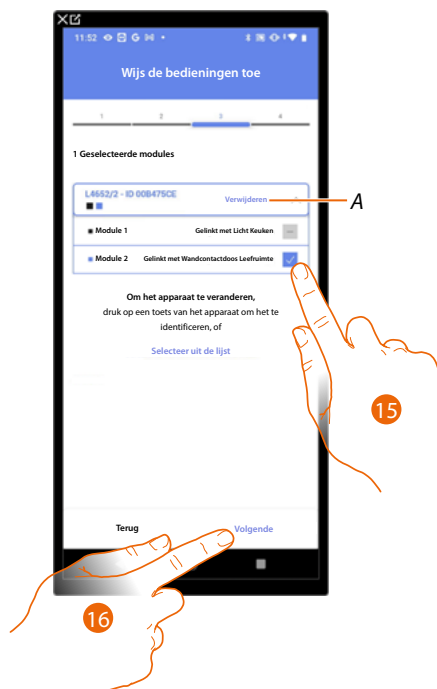 11:52 G
Wijs de bedieningen toe
1 2 3 4
1 Geselecteerde modules
L4652/2 - ID 00B475CE
Verwijderen
A
Module 1 Gelinkt met Licht Keuken
Module 2 Gelinkt met Wandcontactdoos Leefruimte
Om het apparaat te veranderen,
druk op een toets van het apparaat om het te
identificeren, of
Selecteer uit de lijst
15
Terug Volgende
16